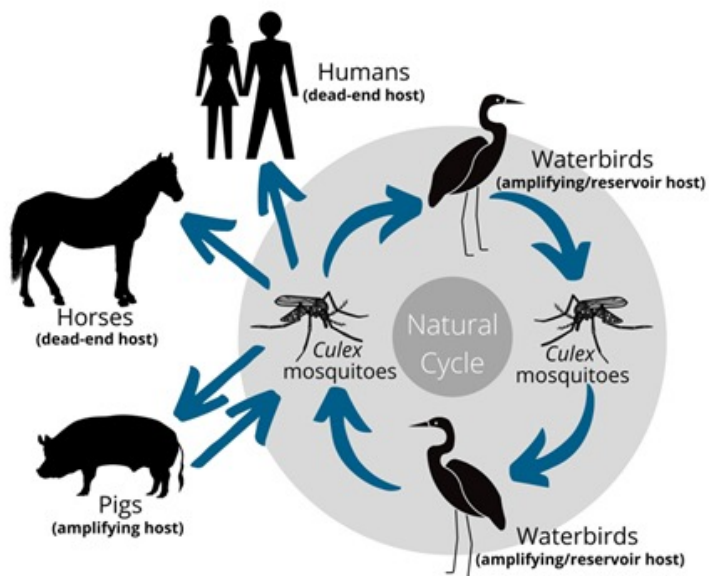 Humans
(dead-end host)
Waterbirds
(amplifying/reservoir host)
Horses
(dead-end host)
Culex
mosquitoes
Natural
Cycle
Culex
mosquitoes
Pigs
(amplifying host)
Waterbirds
(amplifying/reservoir host)